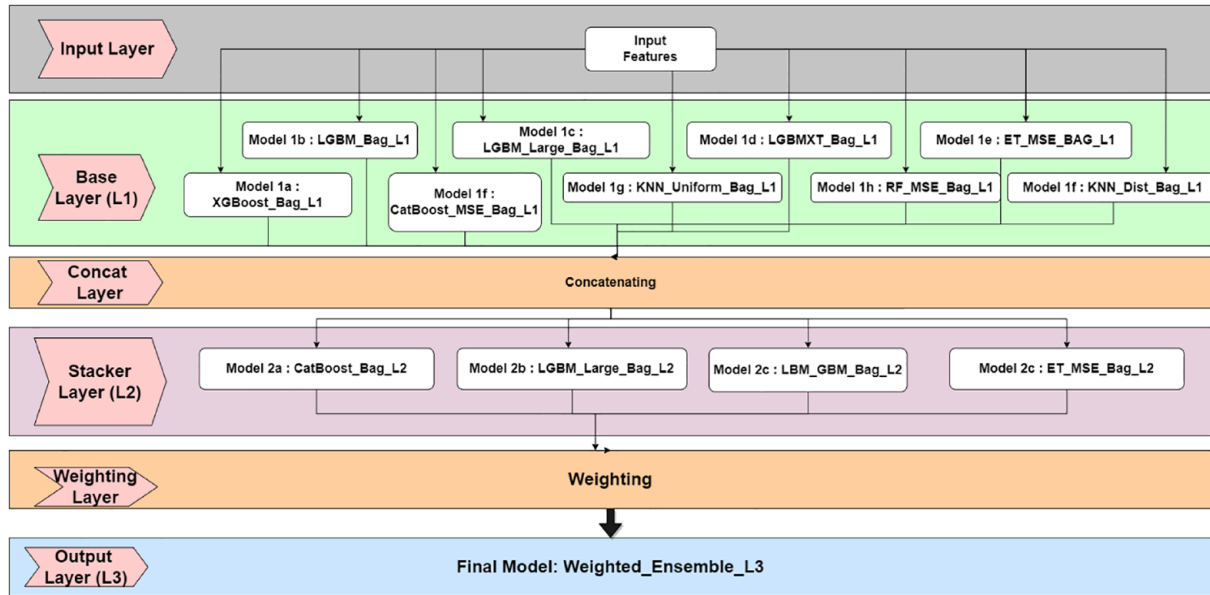 Input Layer
Input
Features
Model 1b : LGBM_Bag_L1
Model 1c :
LGBM_Large_Bag_L1
Model 1d : LGBMXT_Bag_L1
Model 1e : ET_MSE_BAG_L1
Base
Layer (L1)
Model 1a :
XGBoost_Bag_L1
Model 1f :
CatBoost_MSE_Bag_L1
Model 1g : KNN_Uniform_Bag_L1
Model 1h : RF_MSE_Bag_L1
Model 1f : KNN_Dist_Bag_L1
Concat
Layer
Concatenating
Stacker
Layer (L2)
Model 2a : CatBoost_Bag_L2
Model 2b : LGBM_Large_Bag_L2
Model 2c : LBM_GBM_Bag_L2
Model 2c : ET_MSE_Bag_L2
Weighting
Layer
Weighting
Output
Layer (L3)
Final Model: Weighted_Ensemble_L3